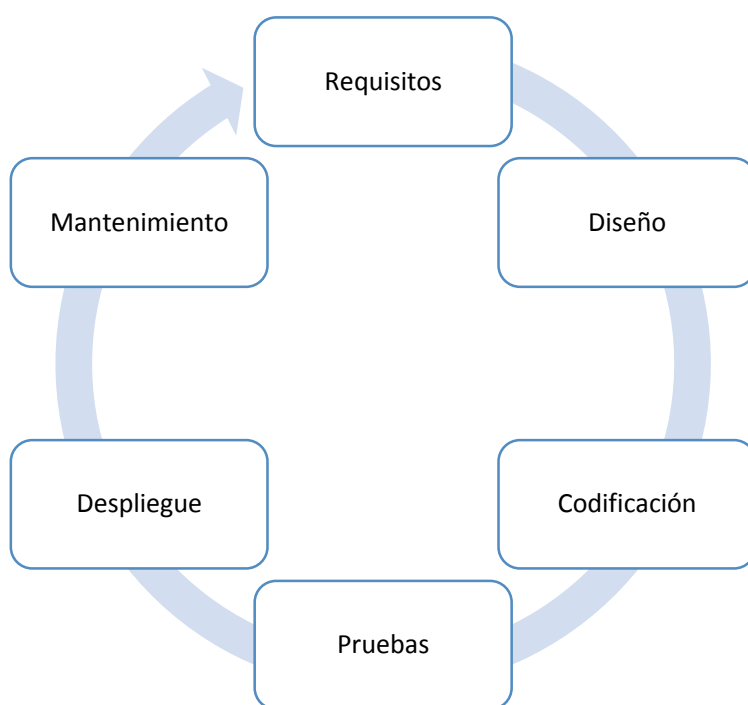 Requisitos
Diseño
Codificación
Pruebas
Despliegue
Mantenimiento